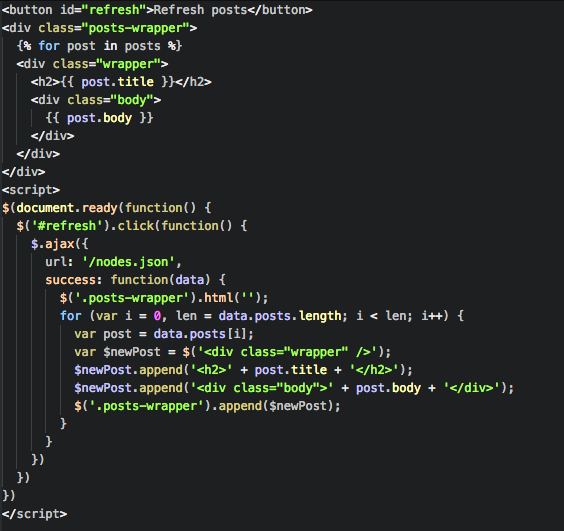 <button id="refresh">Refresh posts</button>
<div class="posts-wrapper">
  {% for post in posts %}
  <div class="wrapper">
    <h2>{{ post.title }}</h2>
    <div class="body">
      {{ post.body }}
    </div>
  </div>
</div>
<script>
$(document.ready(function() {
  $('#refresh').click(function() {
    $.ajax({
      url: '/nodes.json',
      success: function(data) {
        $('.posts-wrapper').html('');
        for (var i = 0, len = data.posts.length; i < len; i++) {
          var post = data.posts[i];
          var $newPost = $('<div class="wrapper" />');
          $newPost.append('<h2>' + post.title + '</h2>');
          $newPost.append('<div class="body">' + post.body + '</div>');
          $('.posts-wrapper').append($newPost);
        }
      }
    })
  })
})
</script>